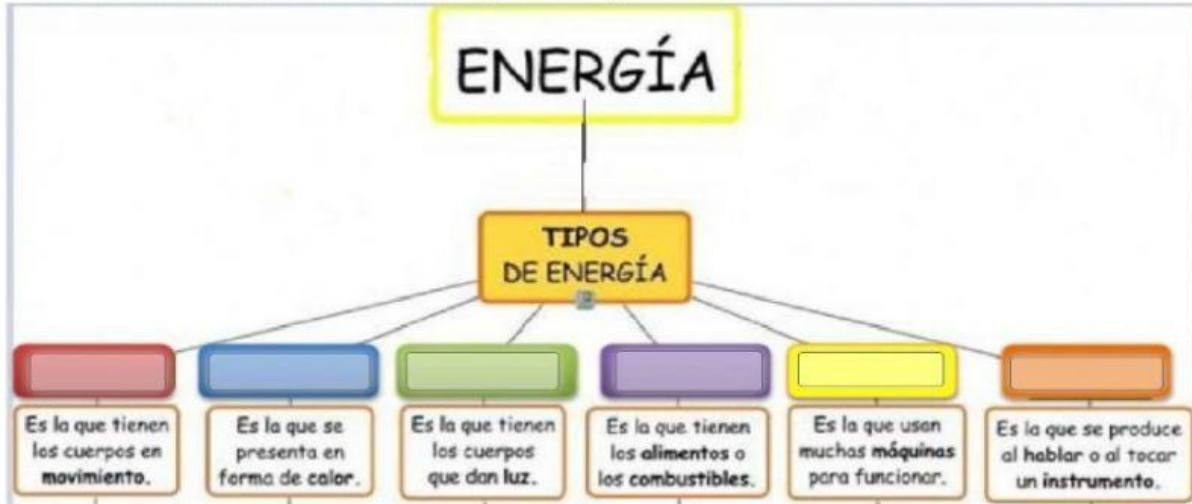 ENERGÍA
TIPOS
DE ENERGÍA
Es la que tienen
los cuerpos en
movimiento.
Es la que se
presenta en
forma de calor.
Es la que tienen
los cuerpos
que dan luz.
Es la que tienen
los alimentos o
los combustibles.
Es la que usan
muchas máquinas
para funcionar.
Es la que se produce
al hablar o al tocar
un instrumento.